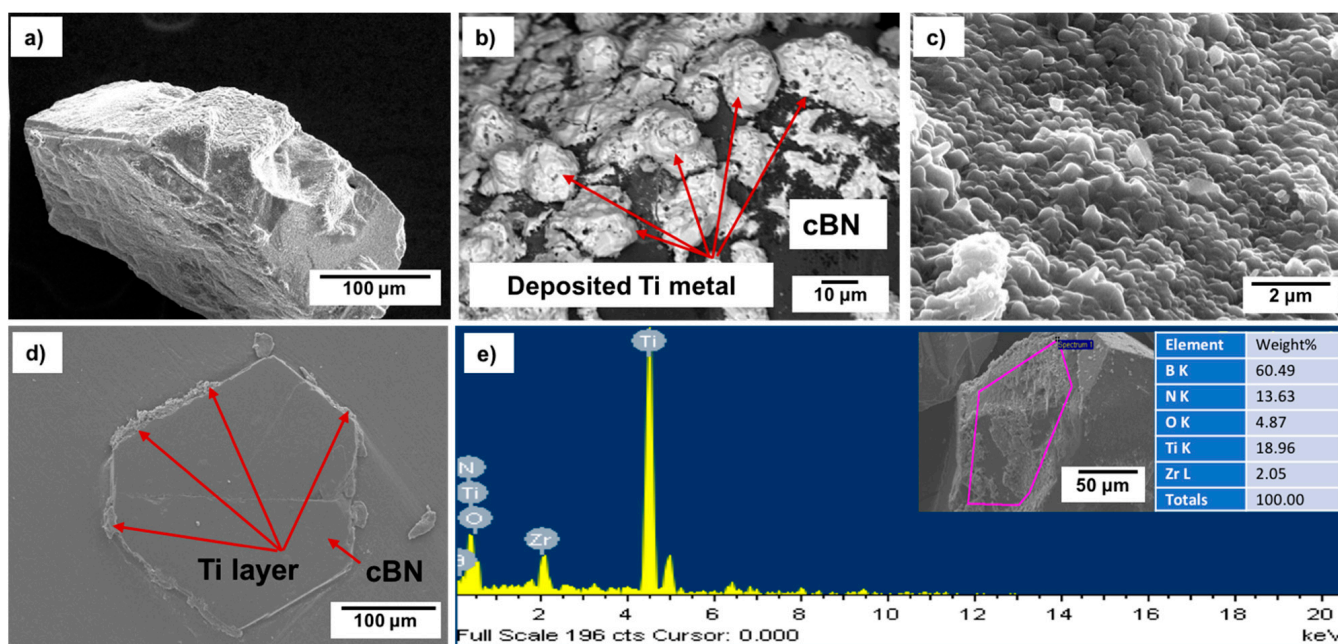 a)
100 µm
b)
cBN
Deposited Ti metal
10 µm
c)
2 µm
d)
Ti layer
cBN
100 µm
e)
Ti
N
Ti
O
Zr
Spectrum 1
50 µm
Element Weight%
B K 60.49
N K 13.63
O K 4.87
Ti K 18.96
Zr L 2.05
Totals 100.00
2 4 6 8 10 12 14 16 18 20
Full Scale 196 cts Cursor: 0.000 keV